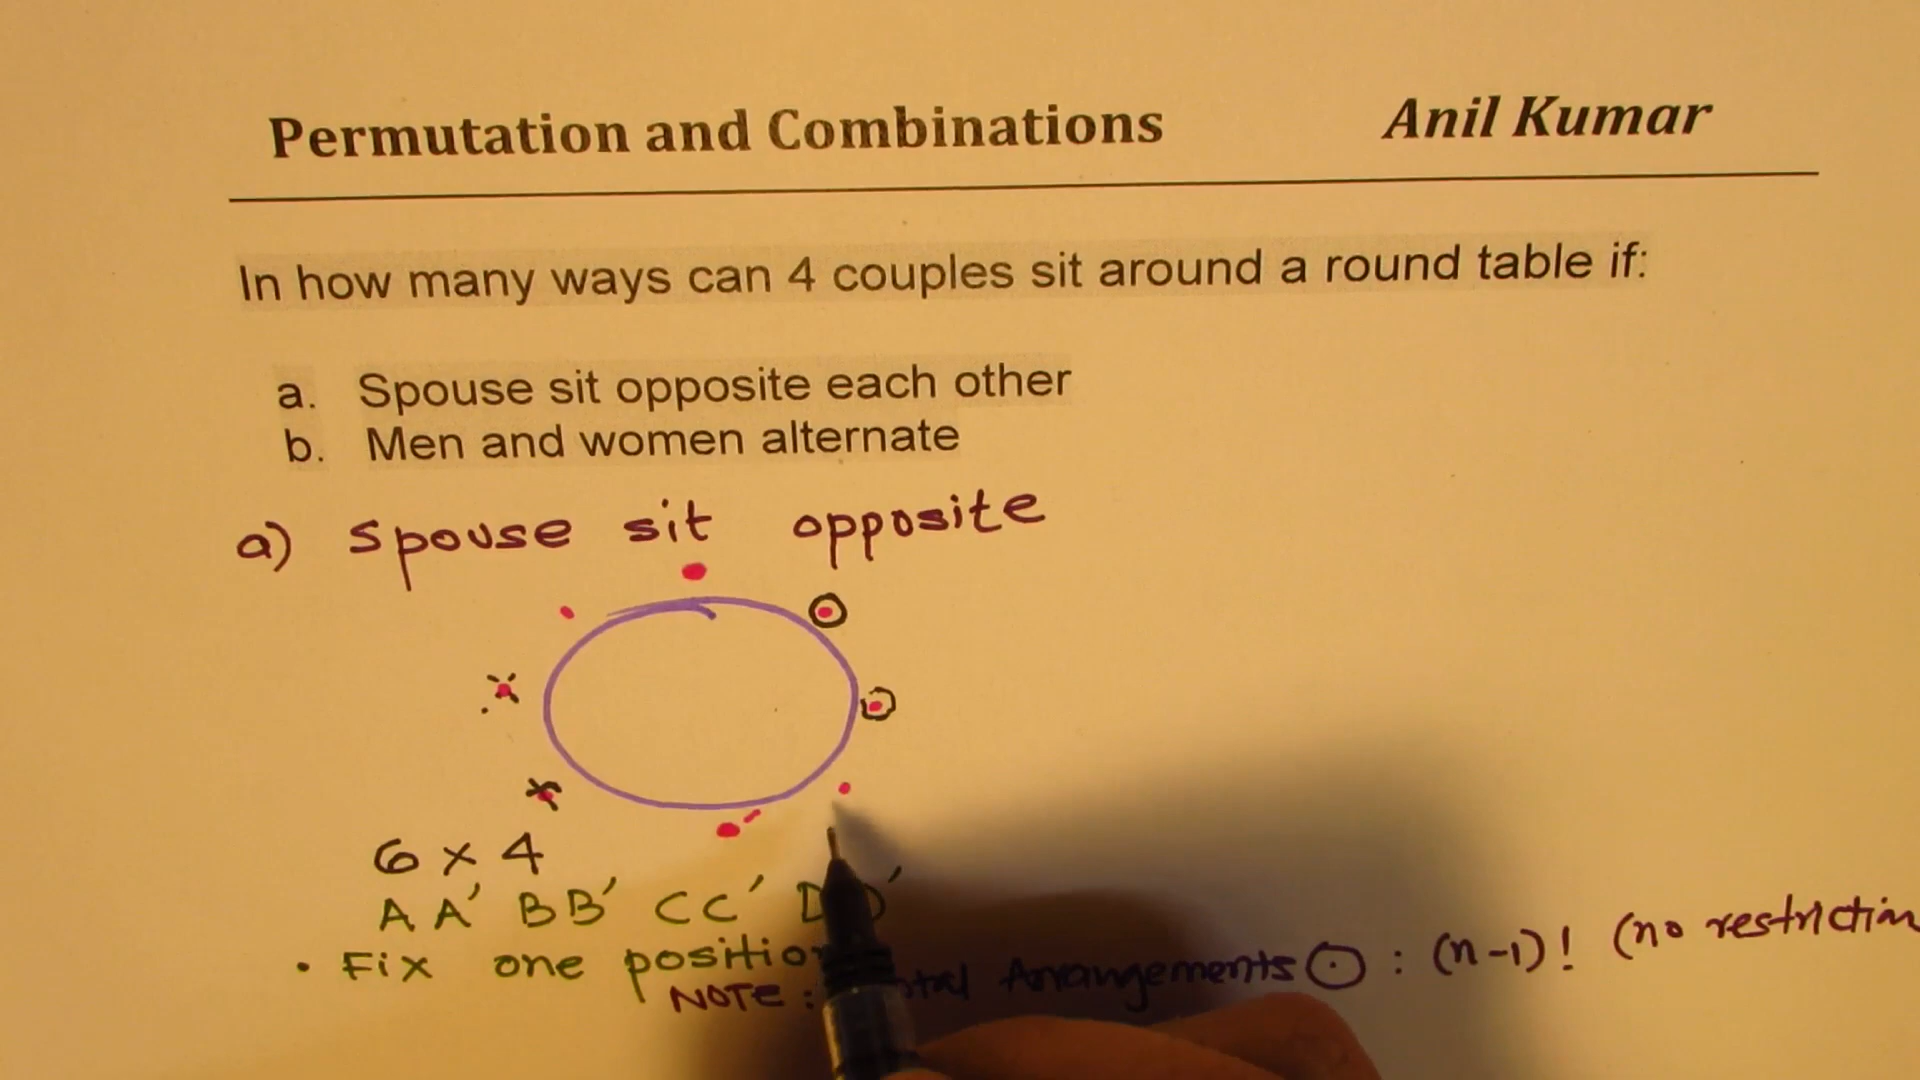 Permutation and Combinations Anil Kumar
In how many ways can 4 couples sit around a round table if:
a. Spouse sit opposite each other
b. Men and women alternate
a) Spouse sit opposite
6 x 4
A A' B B' C C' D D'
• Fix one position
NOTE: Arrangements ⊙ : (n-1)! (no restriction